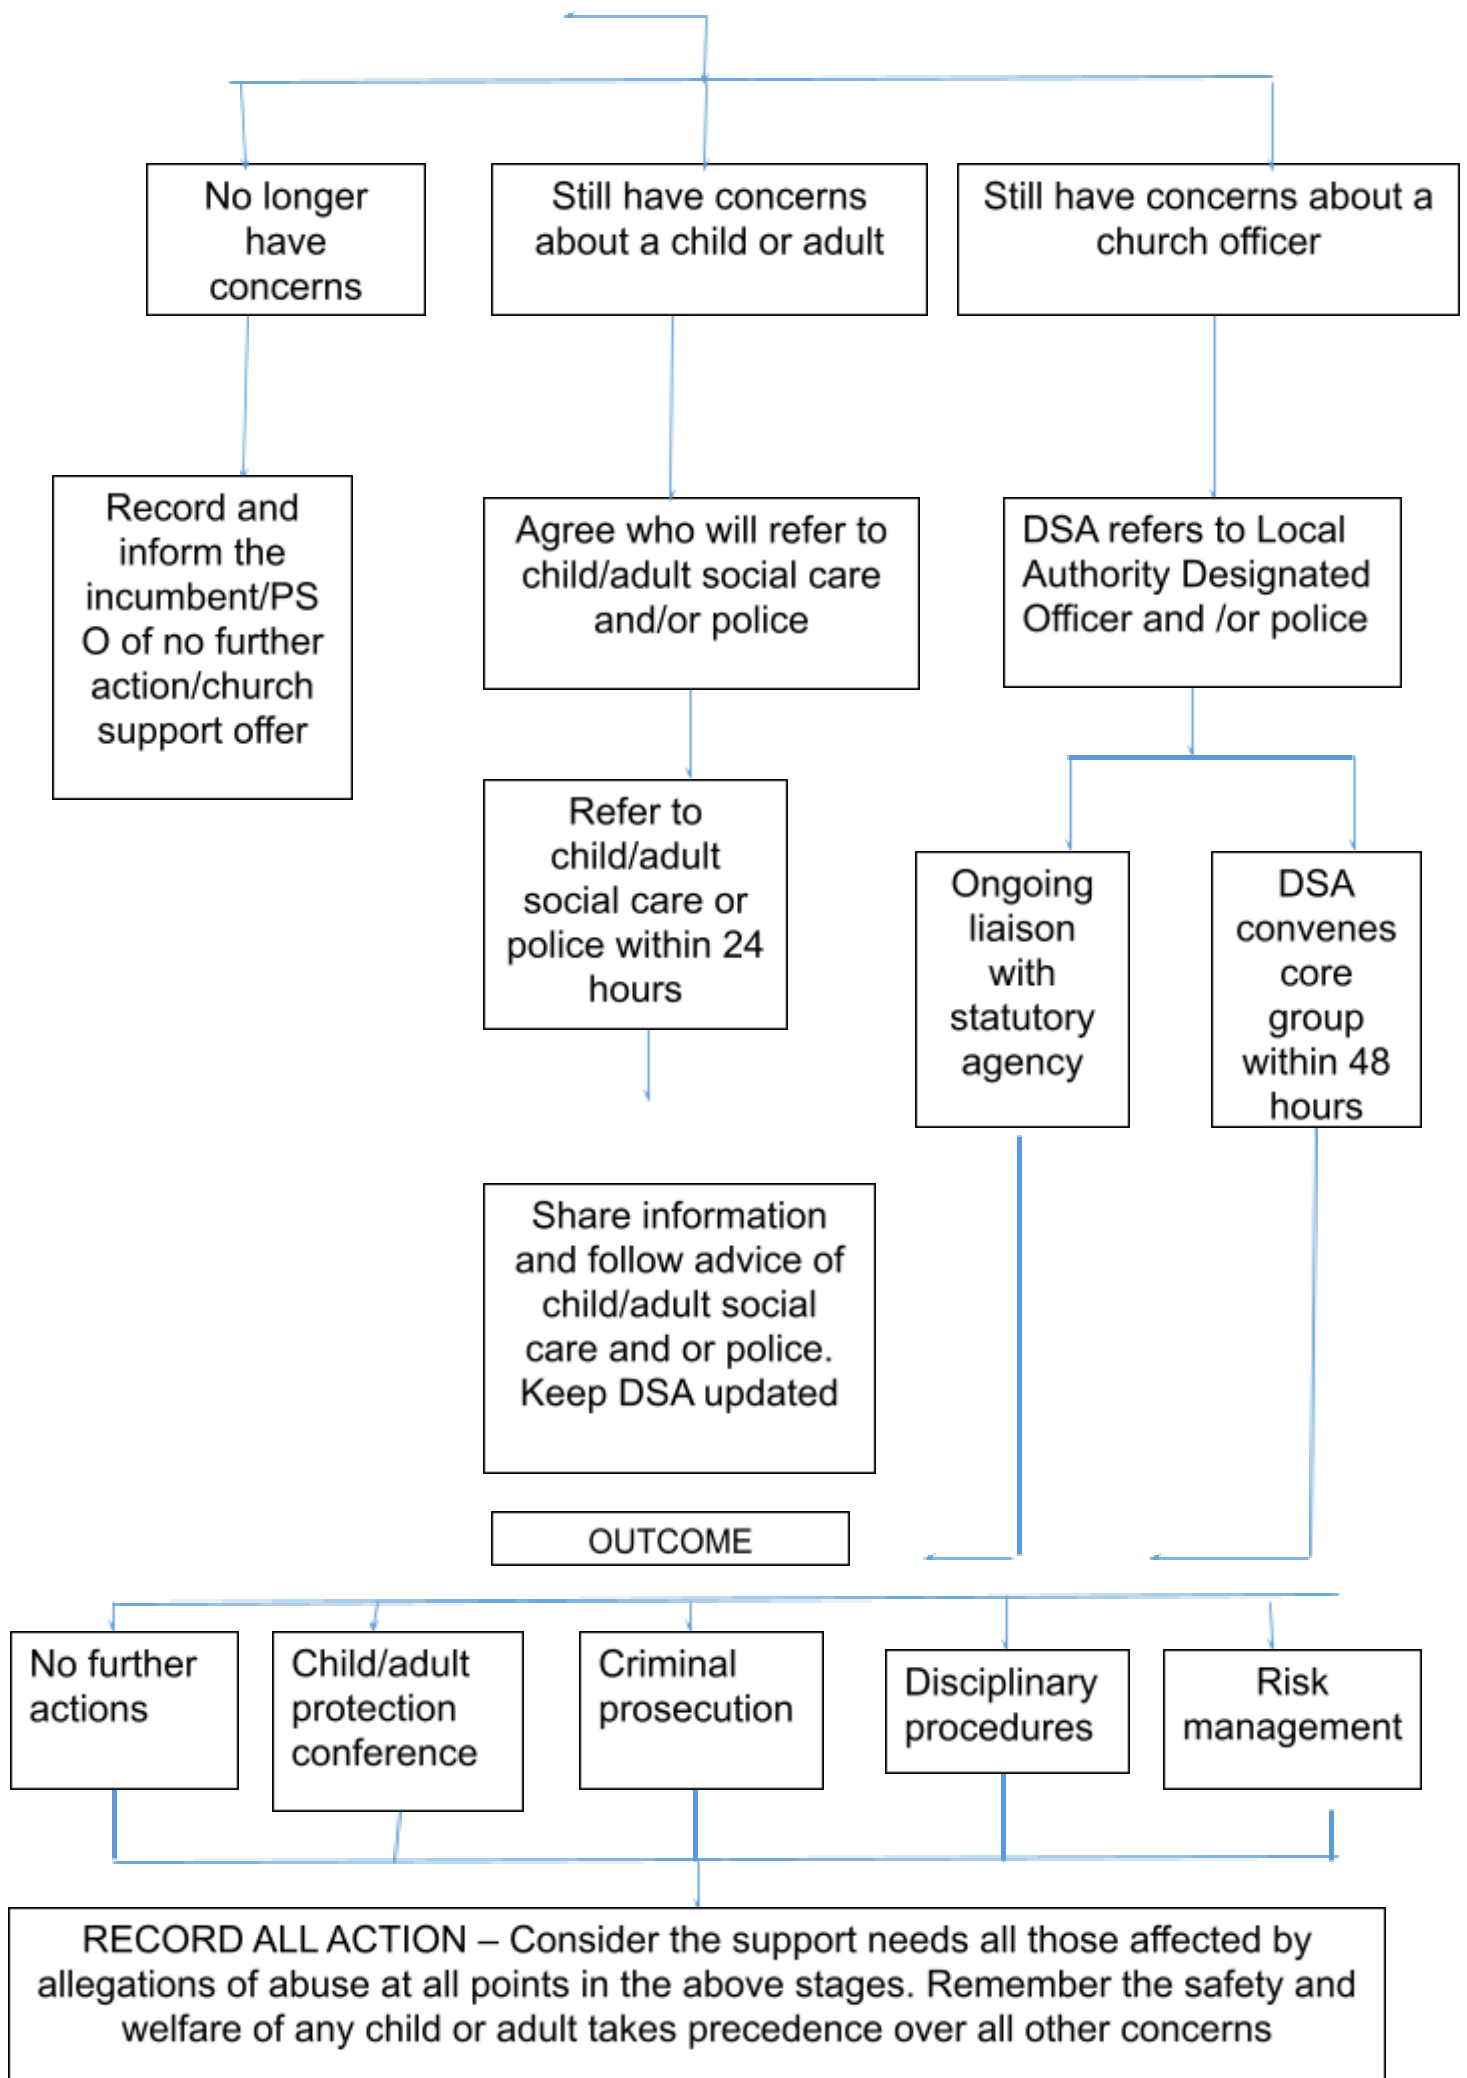 No longer
have
concerns
Still have concerns
about a child or adult
Still have concerns about a
church officer
Record and
inform the
incumbent/PS
O of no further
action/church
support offer
Agree who will refer to
child/adult social care
and/or police
DSA refers to Local
Authority Designated
Officer and /or police
Refer to
child/adult
social care or
police within 24
hours
Ongoing
liaison
with
statutory
agency
DSA
convenes
core
group
within 48
hours
Share information
and follow advice of
child/adult social
care and or police.
Keep DSA updated
OUTCOME
No further
actions
Child/adult
protection
conference
Criminal
prosecution
Disciplinary
procedures
Risk
management
RECORD ALL ACTION – Consider the support needs all those affected by
allegations of abuse at all points in the above stages. Remember the safety and
welfare of any child or adult takes precedence over all other concerns